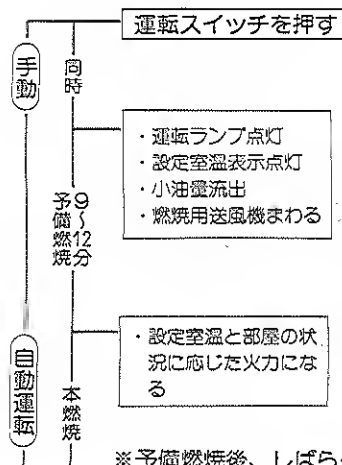 運転スイッチを押す
手動
同時
・運転ランプ点灯
・設定室温表示点灯
・小油量流出
・燃焼用送風機まわる
9～12分
予備燃焼
・設定室温と部屋の状
況に応じた火力にな
る
自動運転
本燃焼
※予備燃焼後、しばら